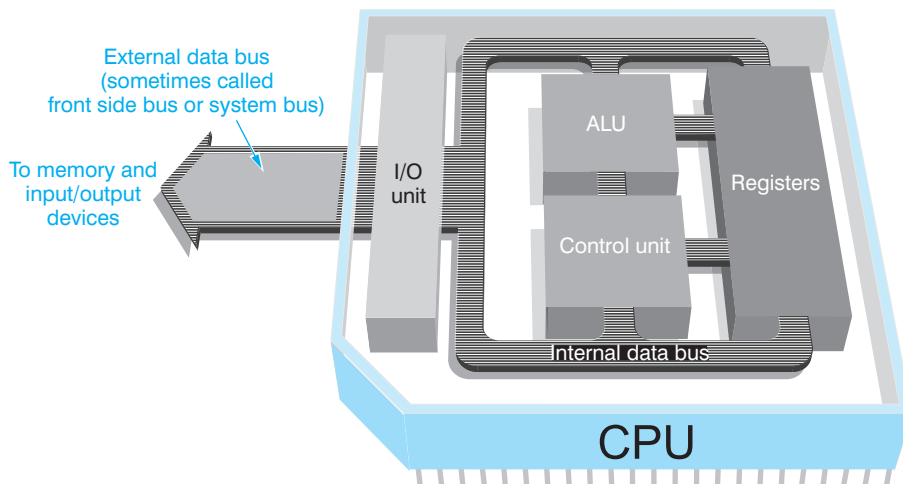 External data bus
(sometimes called
front side bus or system bus)
To memory and
input/output
devices
I/O
unit
ALU
Registers
Control unit
Internal data bus
CPU